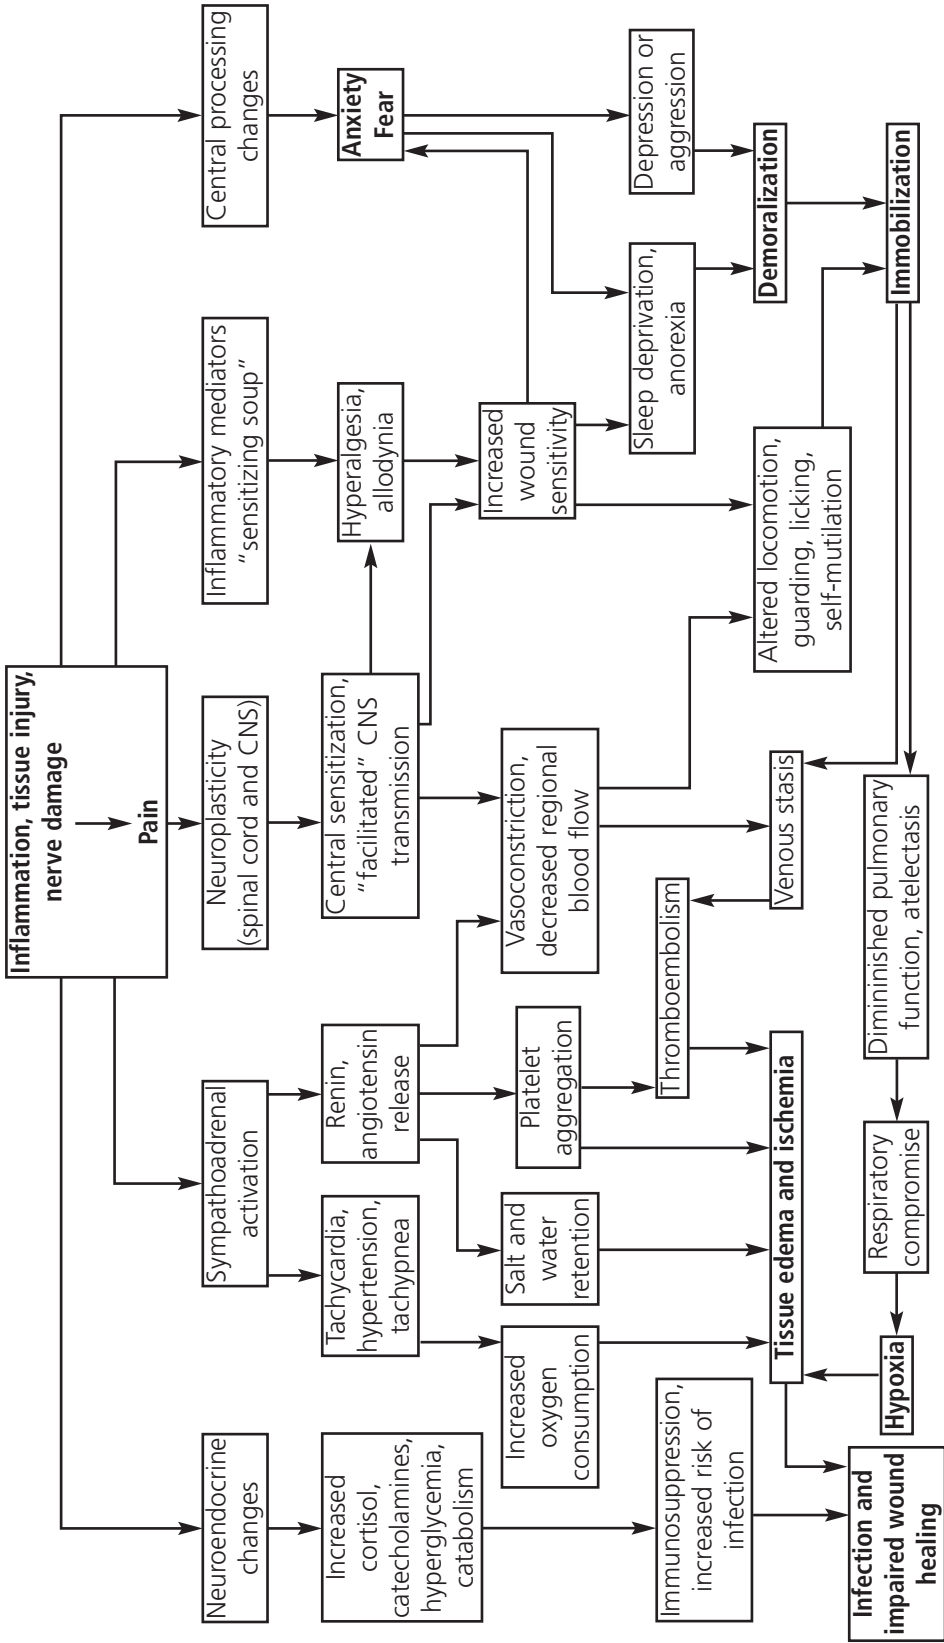 Inflammation, tissue injury,
nerve damage
Pain
Neuroendocrine
changes
Sympathoadrenal
activation
Neuroplasticity
(spinal cord and CNS)
Inflammatory mediators
“sensitizing soup”
Central processing
changes
Increased
cortisol,
catecholamines,
hyperglycemia,
catabolism
Tachycardia,
hypertension,
tachypnea
Renin,
angiotensin
release
Central sensitization,
“facilitated” CNS
transmission
Hyperalgesia,
allodynia
Anxiety
Fear
Increased
oxygen
consumption
Salt and
water
retention
Platelet
aggregation
Vasoconstriction,
decreased regional
blood flow
Increased
wound
sensitivity
Immunosuppression,
increased risk of
infection
Thromboembolism
Sleep deprivation,
anorexia
Depression or
aggression
Tissue edema and ischemia
Venous stasis
Altered locomotion,
guarding, licking,
self-mutilation
Demoralization
Infection and
impaired wound
healing
Hypoxia
Respiratory
compromise
Dimininished pulmonary
function, atelectasis
Immobilization